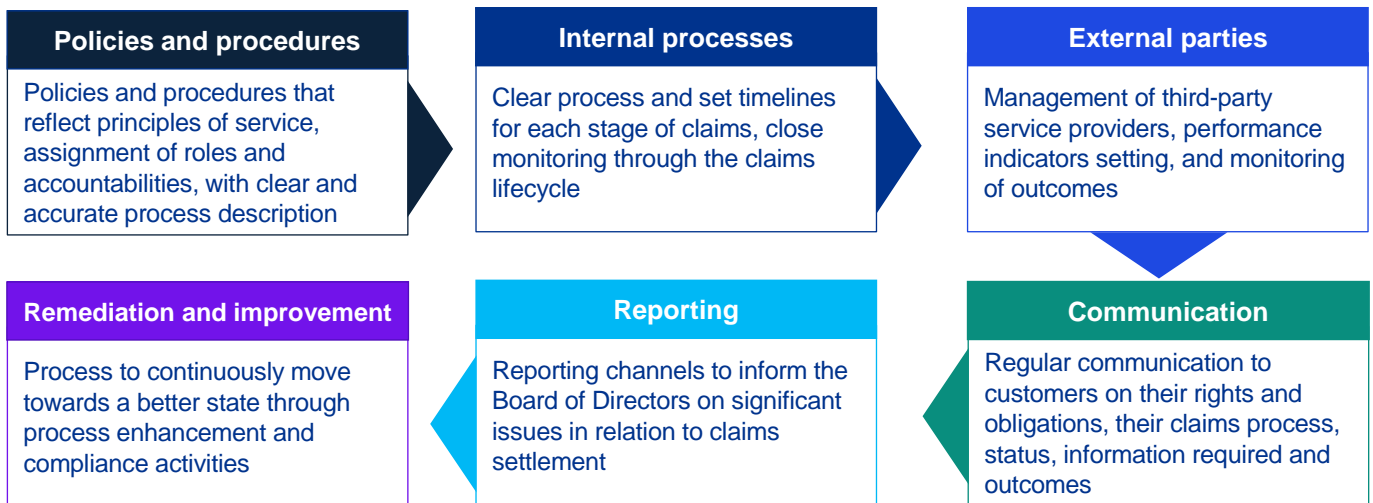 Policies and procedures
Policies and procedures that
reflect principles of service,
assignment of roles and
accountabilities, with clear and
accurate process description
Internal processes
Clear process and set timelines
for each stage of claims, close
monitoring through the claims
lifecycle
External parties
Management of third-party
service providers, performance
indicators setting, and monitoring
of outcomes
Communication
Regular communication to
customers on their rights and
obligations, their claims process,
status, information required and
outcomes
Reporting
Reporting channels to inform the
Board of Directors on significant
issues in relation to claims
settlement
Remediation and improvement
Process to continuously move
towards a better state through
process enhancement and
compliance activities